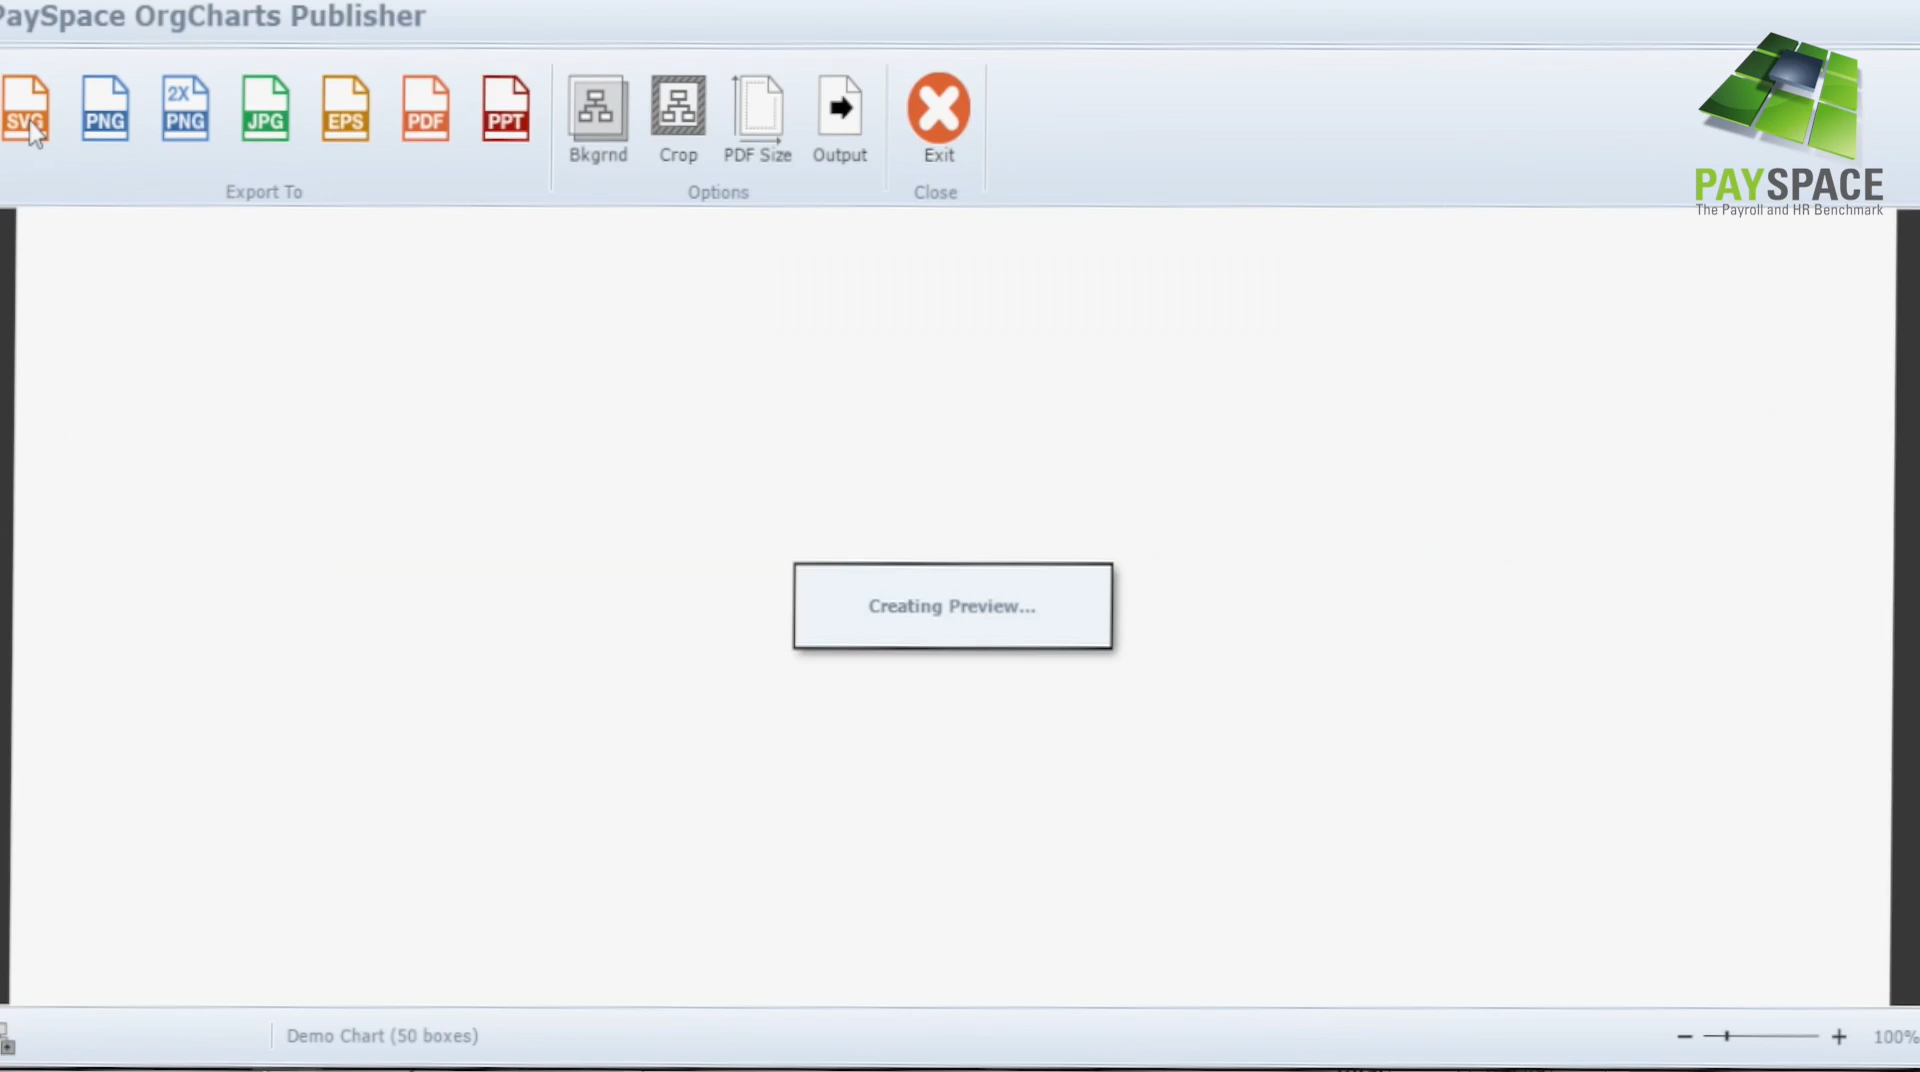 PaySpace OrgCharts Publisher
SVG PNG 2X PNG JPG EPS PDF PPT
Bkgrnd Crop PDF Size Output Exit
Export To Options Close
PAYSPACE
The Payroll and HR Benchmark
Creating Preview...
Demo Chart (50 boxes)
100%